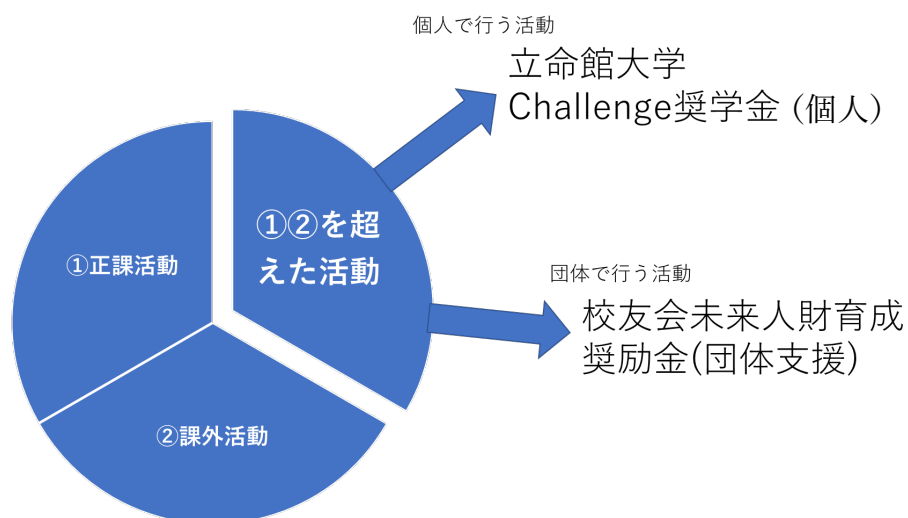 個人で行う活動
立命館大学
Challenge奨学金 (個人)
①②を超
えた活動
①正課活動
団体で行う活動
校友会未来人財育成
奨励金(団体支援)
②課外活動